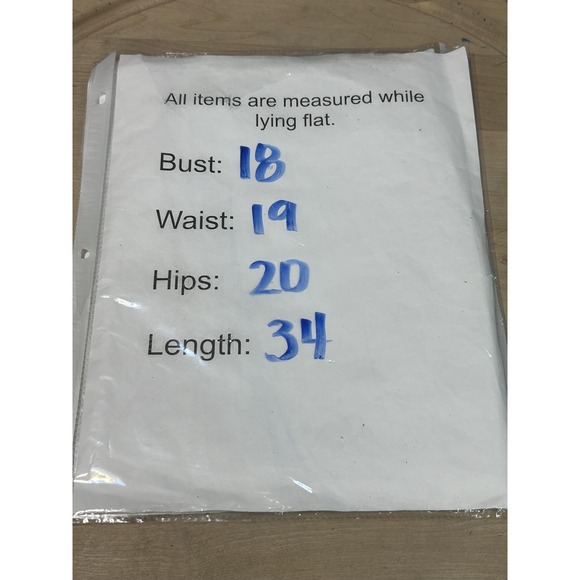 All items are measured while
lying flat.
Bust: 18
Waist: 19
Hips: 20
Length: 34